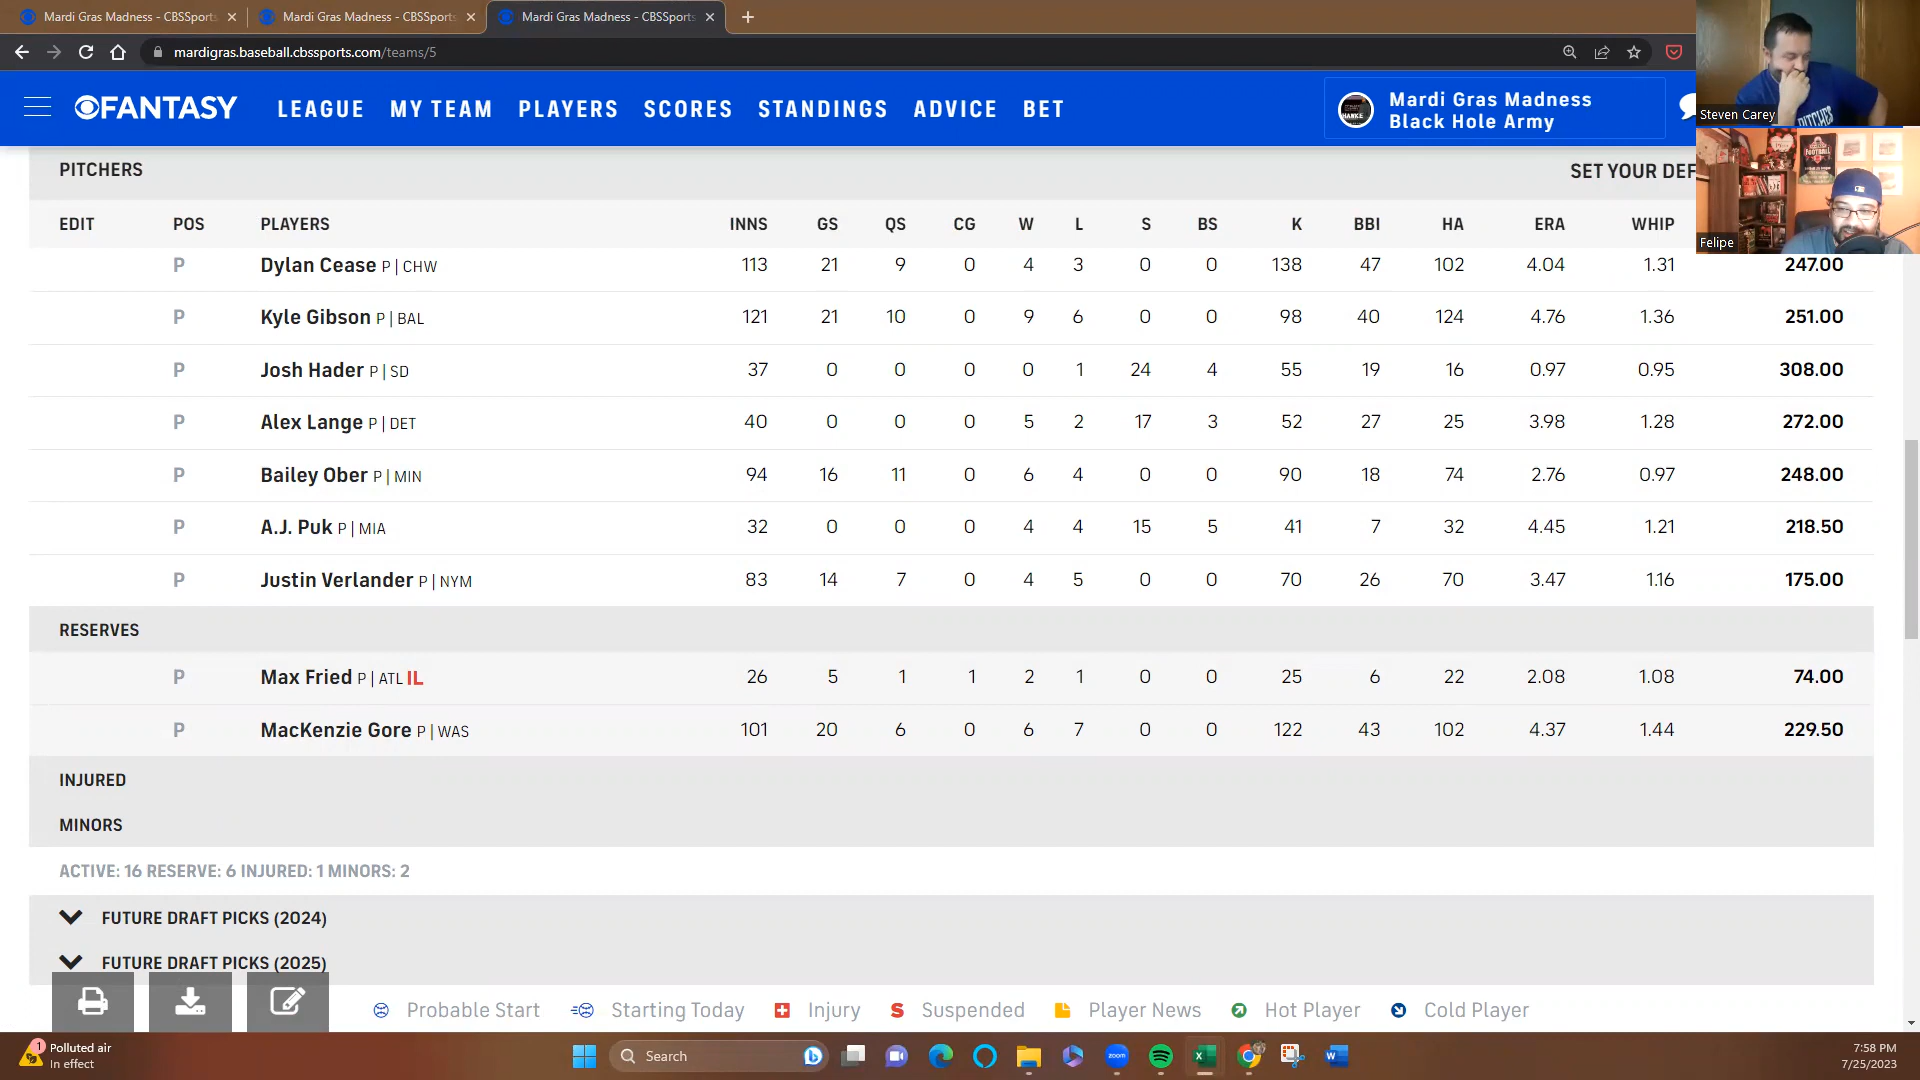 Mardi Gras Madness - CBSSports Mardi Gras Madness - CBSSports Mardi Gras Madness - CBSSports
mardigras.baseball.cbssports.com/teams/5
FANTASY LEAGUE MY TEAM PLAYERS SCORES STANDINGS ADVICE BET
Mardi Gras Madness
Black Hole Army
HAWKE
Steven Carey
PITCHES
FOOTBALL
Felipe
PITCHERS SET YOUR DEF
EDIT POS PLAYERS INNS GS QS CG W L S BS K BBI HA ERA WHIP
P Dylan Cease P | CHW 113 21 9 0 4 3 0 0 138 47 102 4.04 1.31 247.00
P Kyle Gibson P | BAL 121 21 10 0 9 6 0 0 98 40 124 4.76 1.36 251.00
P Josh Hader P | SD 37 0 0 0 0 1 24 4 55 19 16 0.97 0.95 308.00
P Alex Lange P | DET 40 0 0 0 5 2 17 3 52 27 25 3.98 1.28 272.00
P Bailey Ober P | MIN 94 16 11 0 6 4 0 0 90 18 74 2.76 0.97 248.00
P A.J. Puk P | MIA 32 0 0 0 4 4 15 5 41 7 32 4.45 1.21 218.50
P Justin Verlander P | NYM 83 14 7 0 4 5 0 0 70 26 70 3.47 1.16 175.00
RESERVES
P Max Fried P | ATL IL 26 5 1 1 2 1 0 0 25 6 22 2.08 1.08 74.00
P MacKenzie Gore P | WAS 101 20 6 0 6 7 0 0 122 43 102 4.37 1.44 229.50
INJURED
MINORS
ACTIVE: 16 RESERVE: 6 INJURED: 1 MINORS: 2
FUTURE DRAFT PICKS (2024)
FUTURE DRAFT PICKS (2025)
Probable Start Starting Today Injury S Suspended Player News Hot Player Cold Player
1 Polluted air
In effect
Search
zoom
7:58 PM
7/25/2023